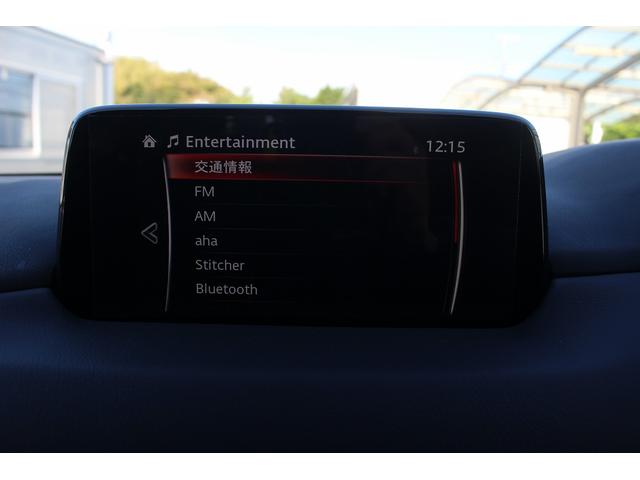 Entertainment
12:15
交通情報
FM
AM
aha
Stitcher
Bluetooth